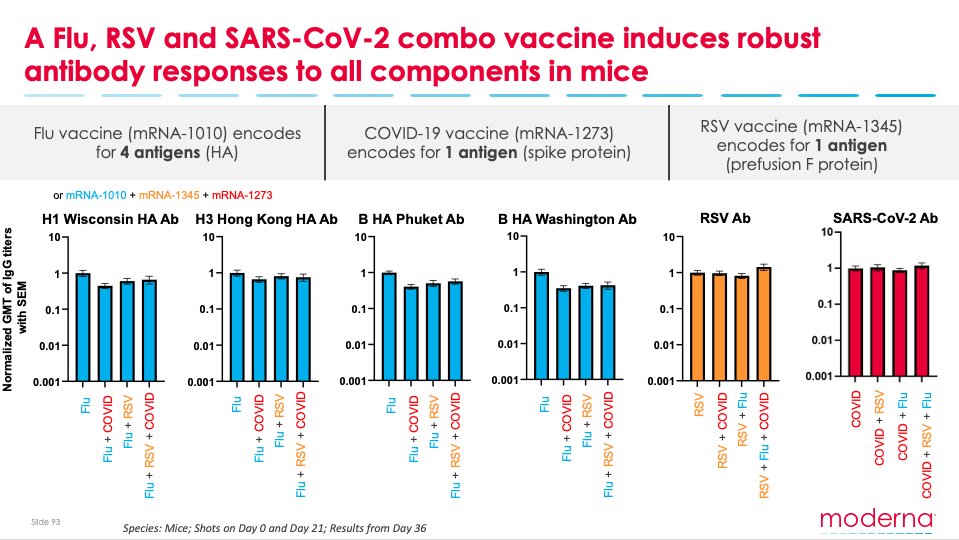 A Flu, RSV and SARS-CoV-2 combo vaccine induces robust
antibody responses to all components in mice
Flu vaccine (mRNA-1010) encodes
for 4 antigens (HA)
COVID-19 vaccine (mRNA-1273)
encodes for 1 antigen (spike protein)
RSV vaccine (mRNA-1345)
encodes for 1 antigen
(prefusion F protein)
or mRNA-1010 + mRNA-1345 + mRNA-1273
Normalized GMT of IgG titers
with SEM
H1 Wisconsin HA Ab
10
1
0.1
0.01
0.001
Flu
Flu + COVID
Flu + RSV
Flu + RSV + COVID
H3 Hong Kong HA Ab
10
1
0.1
0.01
0.001
Flu
Flu + COVID
Flu + RSV
Flu + RSV + COVID
B HA Phuket Ab
10
1
0.1
0.01
0.001
Flu
Flu + COVID
Flu + RSV
Flu + RSV + COVID
B HA Washington Ab
10
1
0.1
0.01
0.001
Flu
Flu + COVID
Flu + RSV
Flu + RSV + COVID
RSV Ab
10
1
0.1
0.01
0.001
RSV
RSV + COVID
RSV + Flu
RSV + Flu + COVID
SARS-CoV-2 Ab
10
1
0.1
0.01
0.001
COVID
COVID + RSV
COVID + Flu
COVID + RSV + Flu
Slide 93
Species: Mice; Shots on Day 0 and Day 21; Results from Day 36
moderna